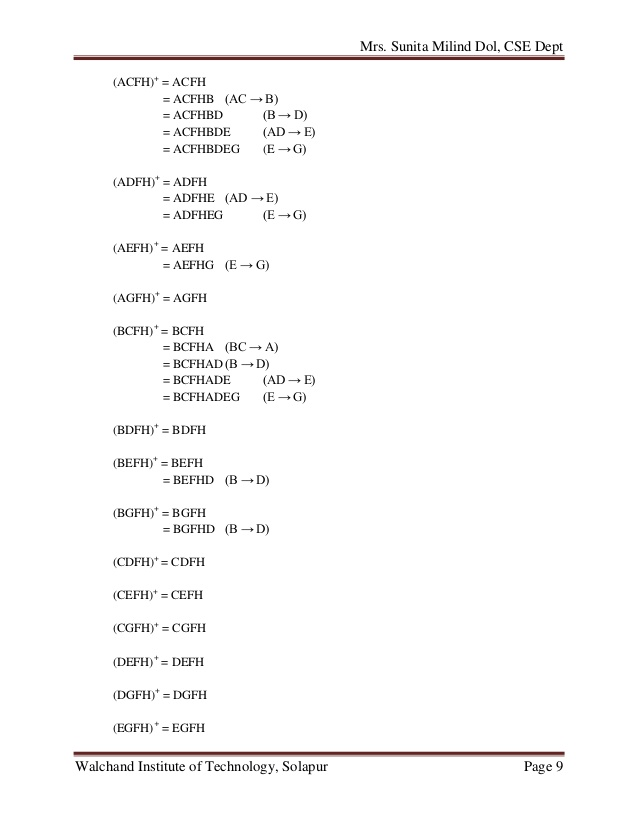 Mrs. Sunita Milind Dol, CSE Dept
(ACFH)⁺ = ACFH
= ACFHB (AC → B)
= ACFHBD (B → D)
= ACFHBDE (AD → E)
= ACFHBDEG (E → G)
(ADFH)⁺ = ADFH
= ADFHE (AD → E)
= ADFHEG (E → G)
(AEFH)⁺ = AEFH
= AEFHG (E → G)
(AGFH)⁺ = AGFH
(BCFH)⁺ = BCFH
= BCFHA (BC → A)
= BCFHAD (B → D)
= BCFHADE (AD → E)
= BCFHADEG (E → G)
(BDFH)⁺ = BDFH
(BEFH)⁺ = BEFH
= BEFHD (B → D)
(BGFH)⁺ = BGFH
= BGFHD (B → D)
(CDFH)⁺ = CDFH
(CEFH)⁺ = CEFH
(CGFH)⁺ = CGFH
(DEFH)⁺ = DEFH
(DGFH)⁺ = DGFH
(EGFH)⁺ = EGFH
Walchand Institute of Technology, Solapur Page 9